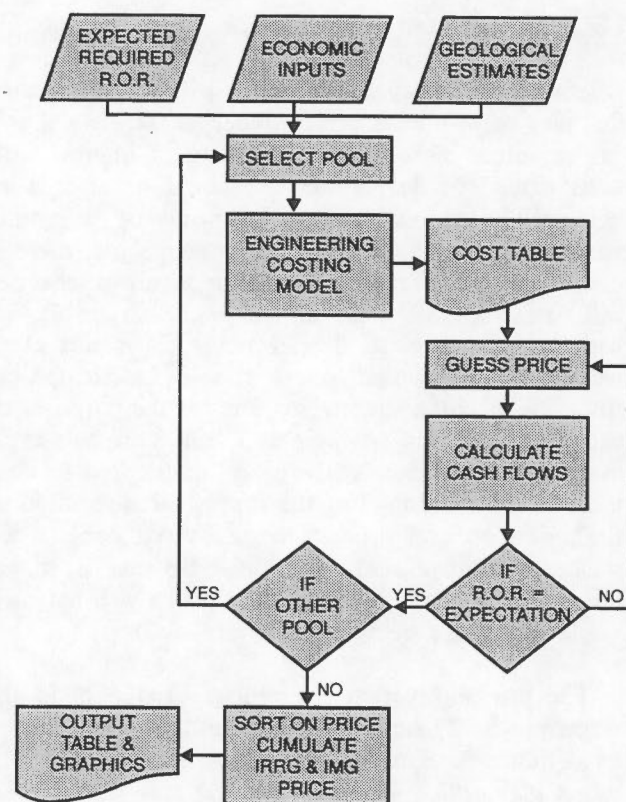 EXPECTED
REQUIRED
R.O.R.
ECONOMIC
INPUTS
GEOLOGICAL
ESTIMATES
SELECT POOL
ENGINEERING
COSTING
MODEL
COST TABLE
GUESS PRICE
CALCULATE
CASH FLOWS
IF
R.O.R. =
EXPECTATION
NO
YES
IF
OTHER
POOL
YES
NO
SORT ON PRICE
CUMULATE
IRRG & IMG
PRICE
OUTPUT
TABLE &
GRAPHICS